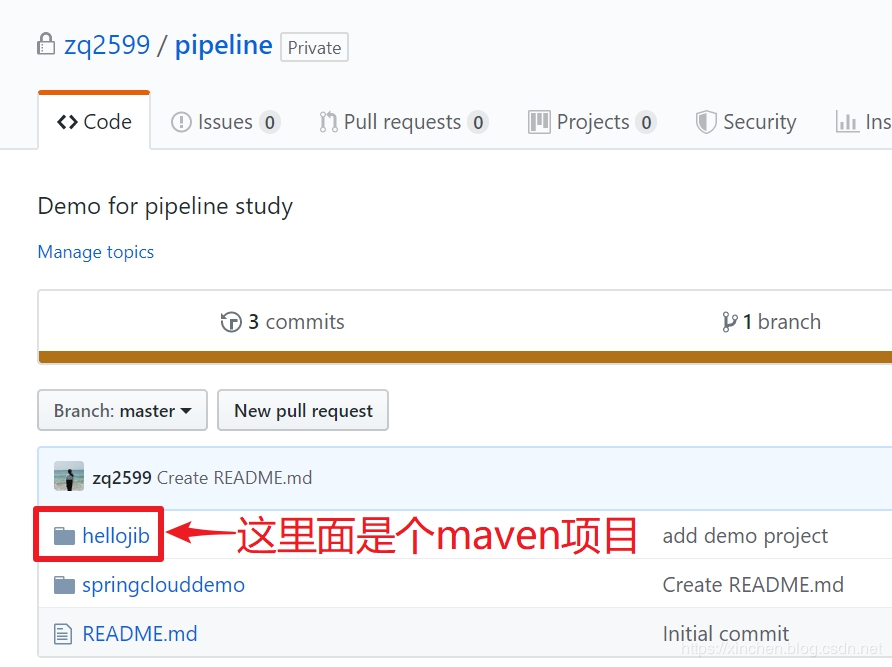 zq2599 / pipeline Private
Code Issues 0 Pull requests 0 Projects 0 Security Ins
Demo for pipeline study
Manage topics
3 commits 1 branch
Branch: master New pull request
zq2599 Create README.md
hellojib 这里面是个maven项目 add demo project
springclouddemo Create README.md
README.md Initial commit
https://xinchen.blog.csdn.net